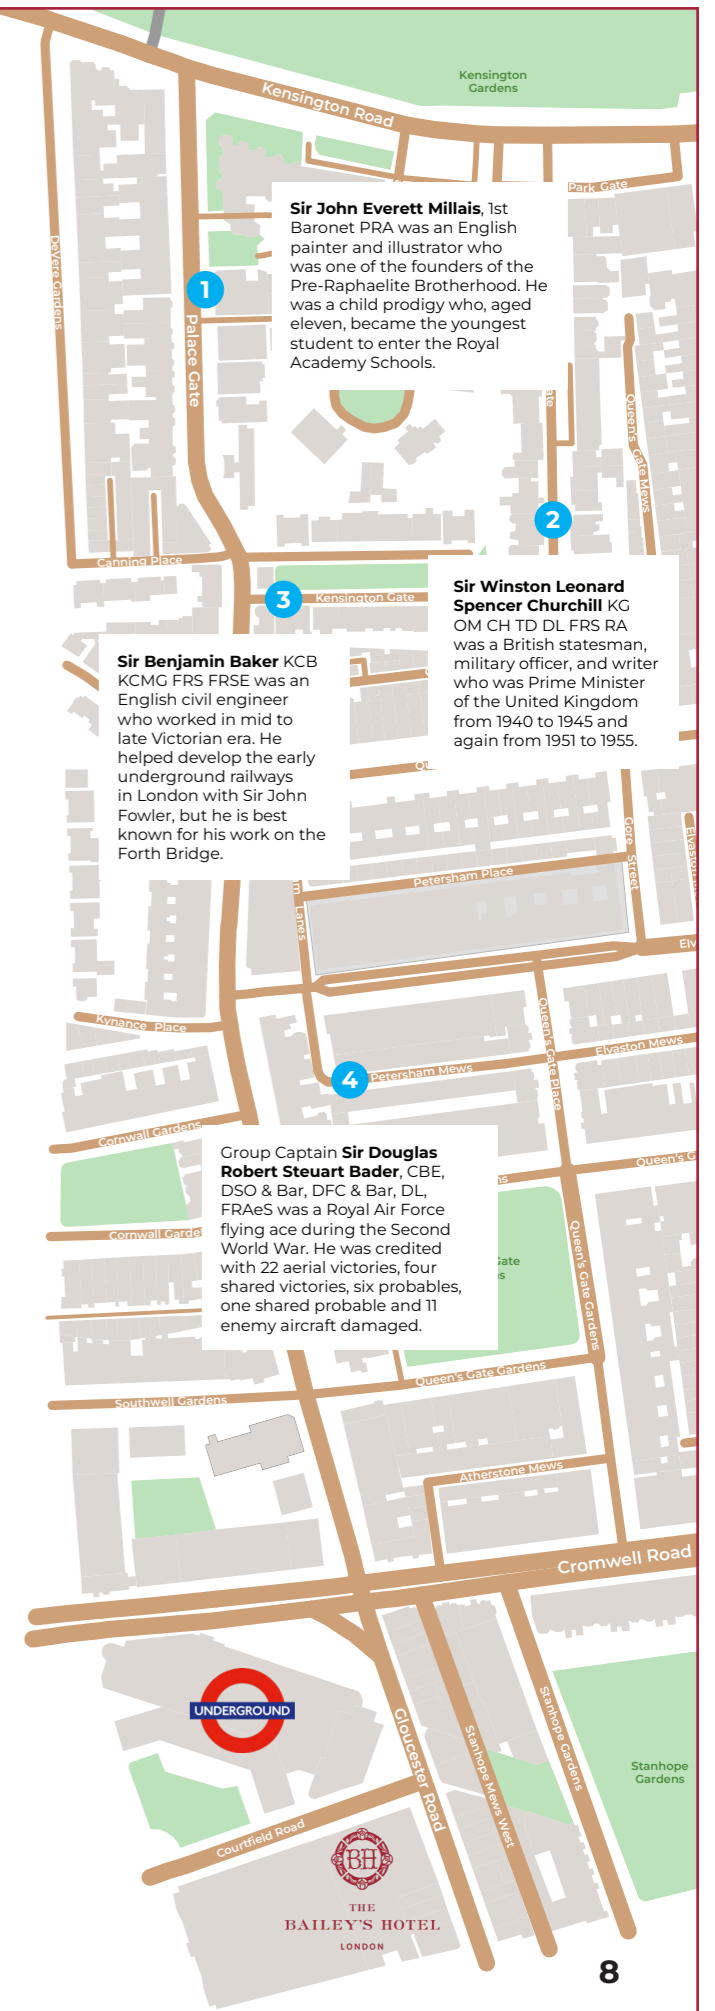 Kensington
Gardens
Kensington Road
Park Gate
DeVere Gardens
Sir John Everett Millais, 1st
Baronet PRA was an English
painter and illustrator who
was one of the founders of the
Pre-Raphaelite Brotherhood. He
was a child prodigy who, aged
eleven, became the youngest
student to enter the Royal
Academy Schools.
1
Palace Gate
Queen's Gate Mews
2
Canning Place
3
Kensington Gate
Sir Winston Leonard
Spencer Churchill KG
OM CH TD DL FRS RA
was a British statesman,
military officer, and writer
who was Prime Minister
of the United Kingdom
from 1940 to 1945 and
again from 1951 to 1955.
Sir Benjamin Baker KCB
KCMG FRS FRSE was an
English civil engineer
who worked in mid to
late Victorian era. He
helped develop the early
underground railways
in London with Sir John
Fowler, but he is best
known for his work on the
Forth Bridge.
Gore Street
Petersham Place
Lanes
Kynance Place
Queen's Gate Place
Elvaston Mews
4
Petersham Mews
Cornwall Gardens
Queen's G
Group Captain Sir Douglas
Robert Steuart Bader, CBE,
DSO & Bar, DFC & Bar, DL,
FRAeS was a Royal Air Force
flying ace during the Second
World War. He was credited
with 22 aerial victories, four
shared victories, six probables,
one shared probable and 11
enemy aircraft damaged.
Cornwall Garde
Gate
Queen's Gate Gardens
Queen's Gate Gardens
Southwell Gardens
Atherstone Mews
Cromwell Road
UNDERGROUND
Gloucester Road
Stanhope Mews West
Stanhope Gardens
Stanhope
Gardens
Courtfield Road
BH
THE
BAILEY'S HOTEL
LONDON
8